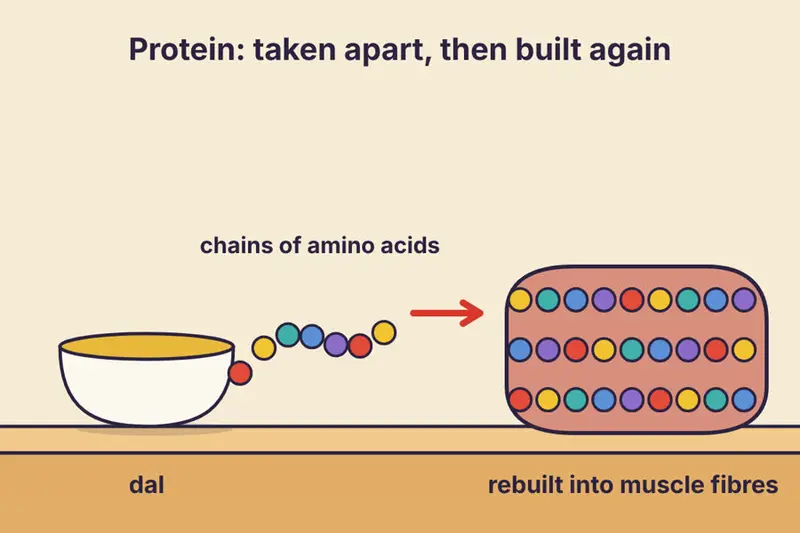 Protein: taken apart, then built again
chains of amino acids
dal
rebuilt into muscle fibres